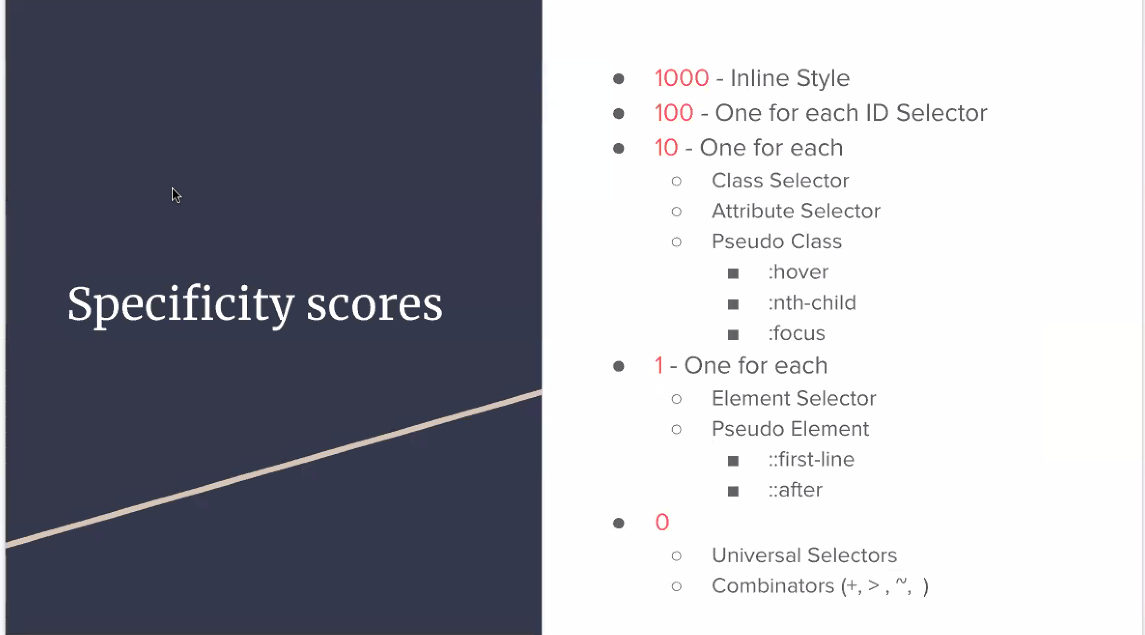 Specificity scores
1000 - Inline Style
100 - One for each ID Selector
10 - One for each
Class Selector
Attribute Selector
Pseudo Class
:hover
:nth-child
:focus
1 - One for each
Element Selector
Pseudo Element
::first-line
::after
0
Universal Selectors
Combinators (+, > , ~, )